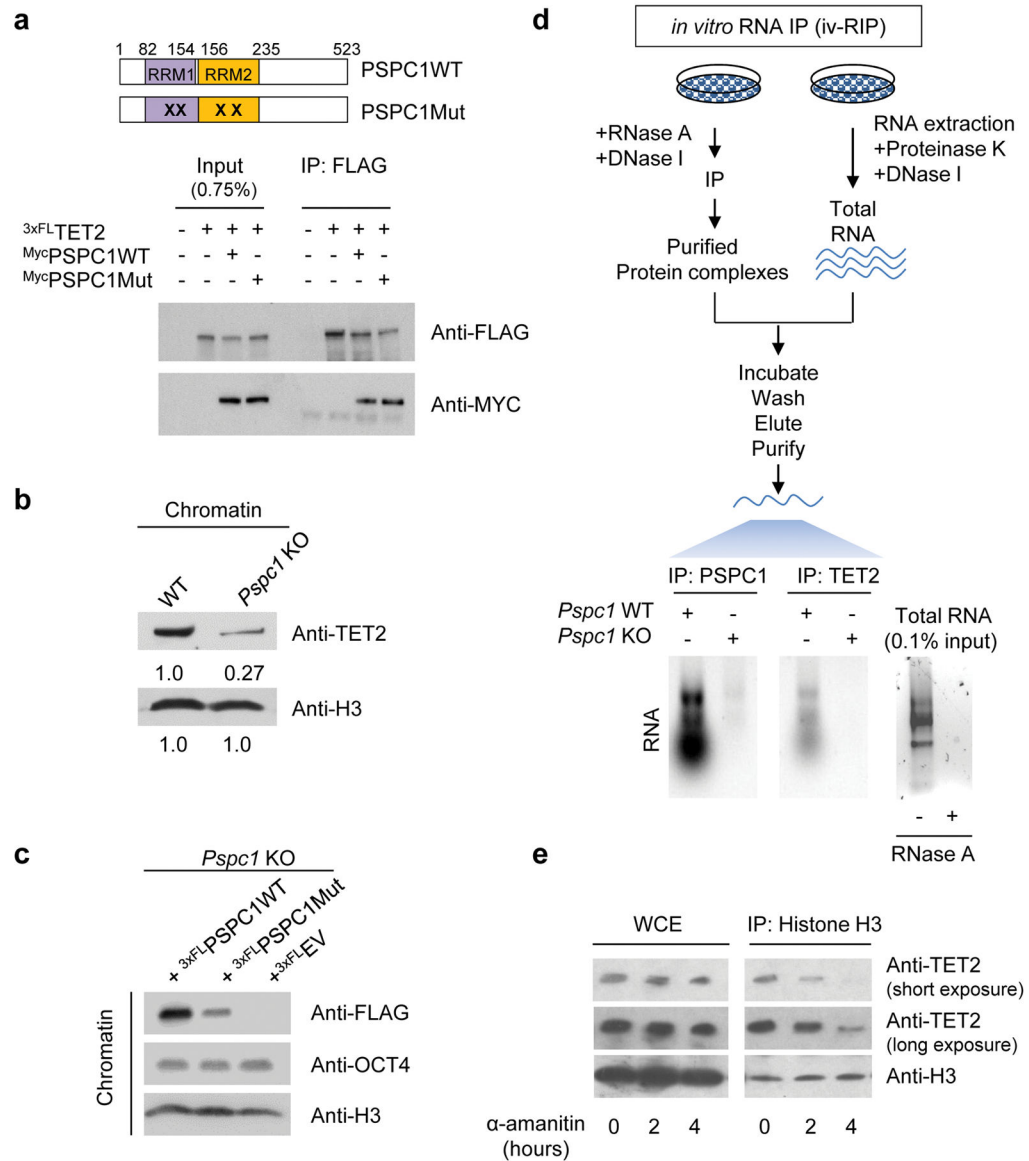 a
1 82 154 156 235 523
RRM1 RRM2 PSPC1WT
XX X X PSPC1Mut
Input
(0.75%)
IP: FLAG
3xFLTET2 - + + + - + + +
MycPSPC1WT - - + - - - + -
MycPSPC1Mut - - - + - - - +
Anti-FLAG
Anti-MYC
b
Chromatin
WT
Pspc1 KO
Anti-TET2
1.0 0.27
Anti-H3
1.0 1.0
c
Pspc1 KO
+ 3xFLPSPC1WT
+ 3xFLPSPC1Mut
+3xFLEV
Chromatin
Anti-FLAG
Anti-OCT4
Anti-H3
d
in vitro RNA IP (iv-RIP)
+RNase A
+DNase I
IP
Purified
Protein complexes
RNA extraction
+Proteinase K
+DNase I
Total
RNA
Incubate
Wash
Elute
Purify
IP: PSPC1 IP: TET2
Pspc1 WT + - + -
Pspc1 KO - + - +
Total RNA
(0.1% input)
RNA
- +
RNase A
e
WCE IP: Histone H3
Anti-TET2
(short exposure)
Anti-TET2
(long exposure)
Anti-H3
α-amanitin
(hours)
0 2 4 0 2 4